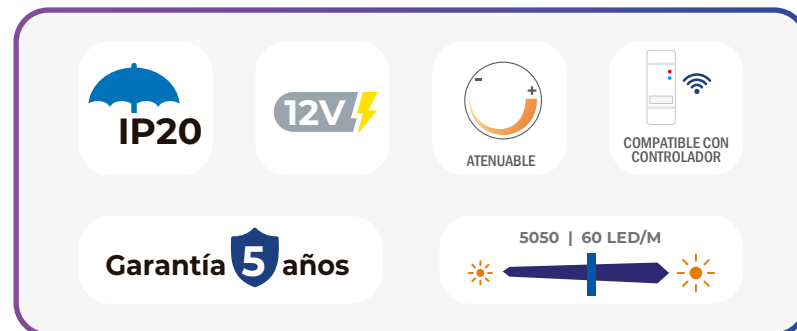 IP20
12V
- +
ATENUABLE
COMPATIBLE CON
CONTROLADOR
Garantía 5 años
5050 | 60 LED/M